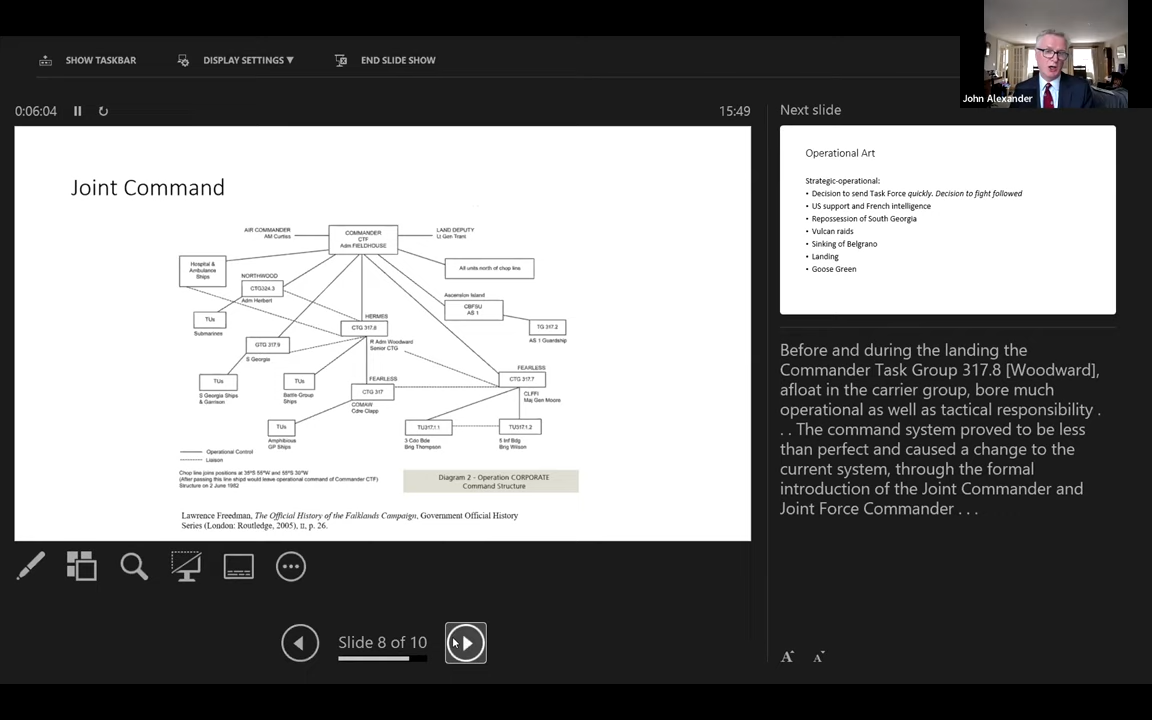 SHOW TASKBAR
DISPLAY SETTINGS ▼
END SLIDE SHOW
John Alexander
0:06:04
15:49
Next slide
Joint Command
AIR COMMANDER
AM Curtiss
COMMANDER
CTF
Adm FIELDHOUSE
LAND DEPUTY
Lt Gen Trant
Hospital &
Ambulance
Ships
NORTHWOOD
CTG324.3
Adm Herbert
All units north of chop line
Ascension Island
CBFSU
AS 1
TUs
Submarines
HERMES
CTG 317.8
R Adm Woodward
Senior CTG
TG 317.2
AS 1 Guardship
GTG 317.9
S Georgia
FEARLESS
CTG 317.7
CLFFI
Maj Gen Moore
TUs
S Georgia Ships
& Garrison
TUs
Battle-Group
Ships
FEARLESS
CTG 317
COMAW
Cdre Clapp
TUs
Amphibious
GP Ships
TU317.1.1
3 Cdo Bde
Brig Thompson
TU317.1.2
5 Inf Bdg
Brig Wilson
Operational Control
Liaison
Chop line joins positions at 35°S 55°W and 55°S 30°W
(After passing this line shipd would leave operational command of Commander CTF)
Structure on 2 June 1982
Diagram 2 - Operation CORPORATE
Command Structure
Lawrence Freedman, The Official History of the Falklands Campaign, Government Official History
Series (London: Routledge, 2005), II, p. 26.
Operational Art
Strategic-operational:
• Decision to send Task Force quickly. Decision to fight followed
• US support and French intelligence
• Repossession of South Georgia
• Vulcan raids
• Sinking of Belgrano
• Landing
• Goose Green
Before and during the landing the
Commander Task Group 317.8 [Woodward],
afloat in the carrier group, bore much
operational as well as tactical responsibility .
. . The command system proved to be less
than perfect and caused a change to the
current system, through the formal
introduction of the Joint Commander and
Joint Force Commander . . .
Slide 8 of 10
A A